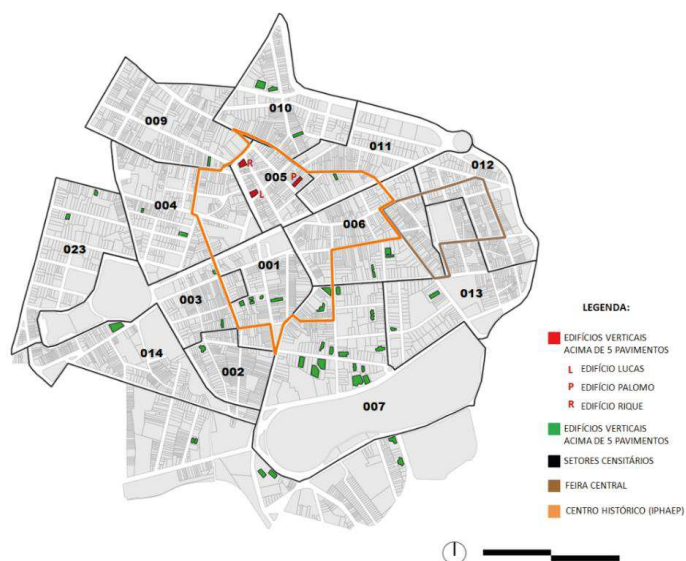 010
009
011
012
R
005
P
L
004
006
023
001
013
003
014
002
007
LEGENDA:
EDIFÍCIOS VERTICAIS
ACIMA DE 5 PAVIMENTOS
L EDIFÍCIO LUCAS
P EDIFÍCIO PALOMO
R EDIFÍCIO RIQUE
EDIFÍCIOS VERTICAIS
ACIMA DE 5 PAVIMENTOS
SETORES CENSITÁRIOS
FEIRA CENTRAL
CENTRO HISTÓRICO (IPHAEP)